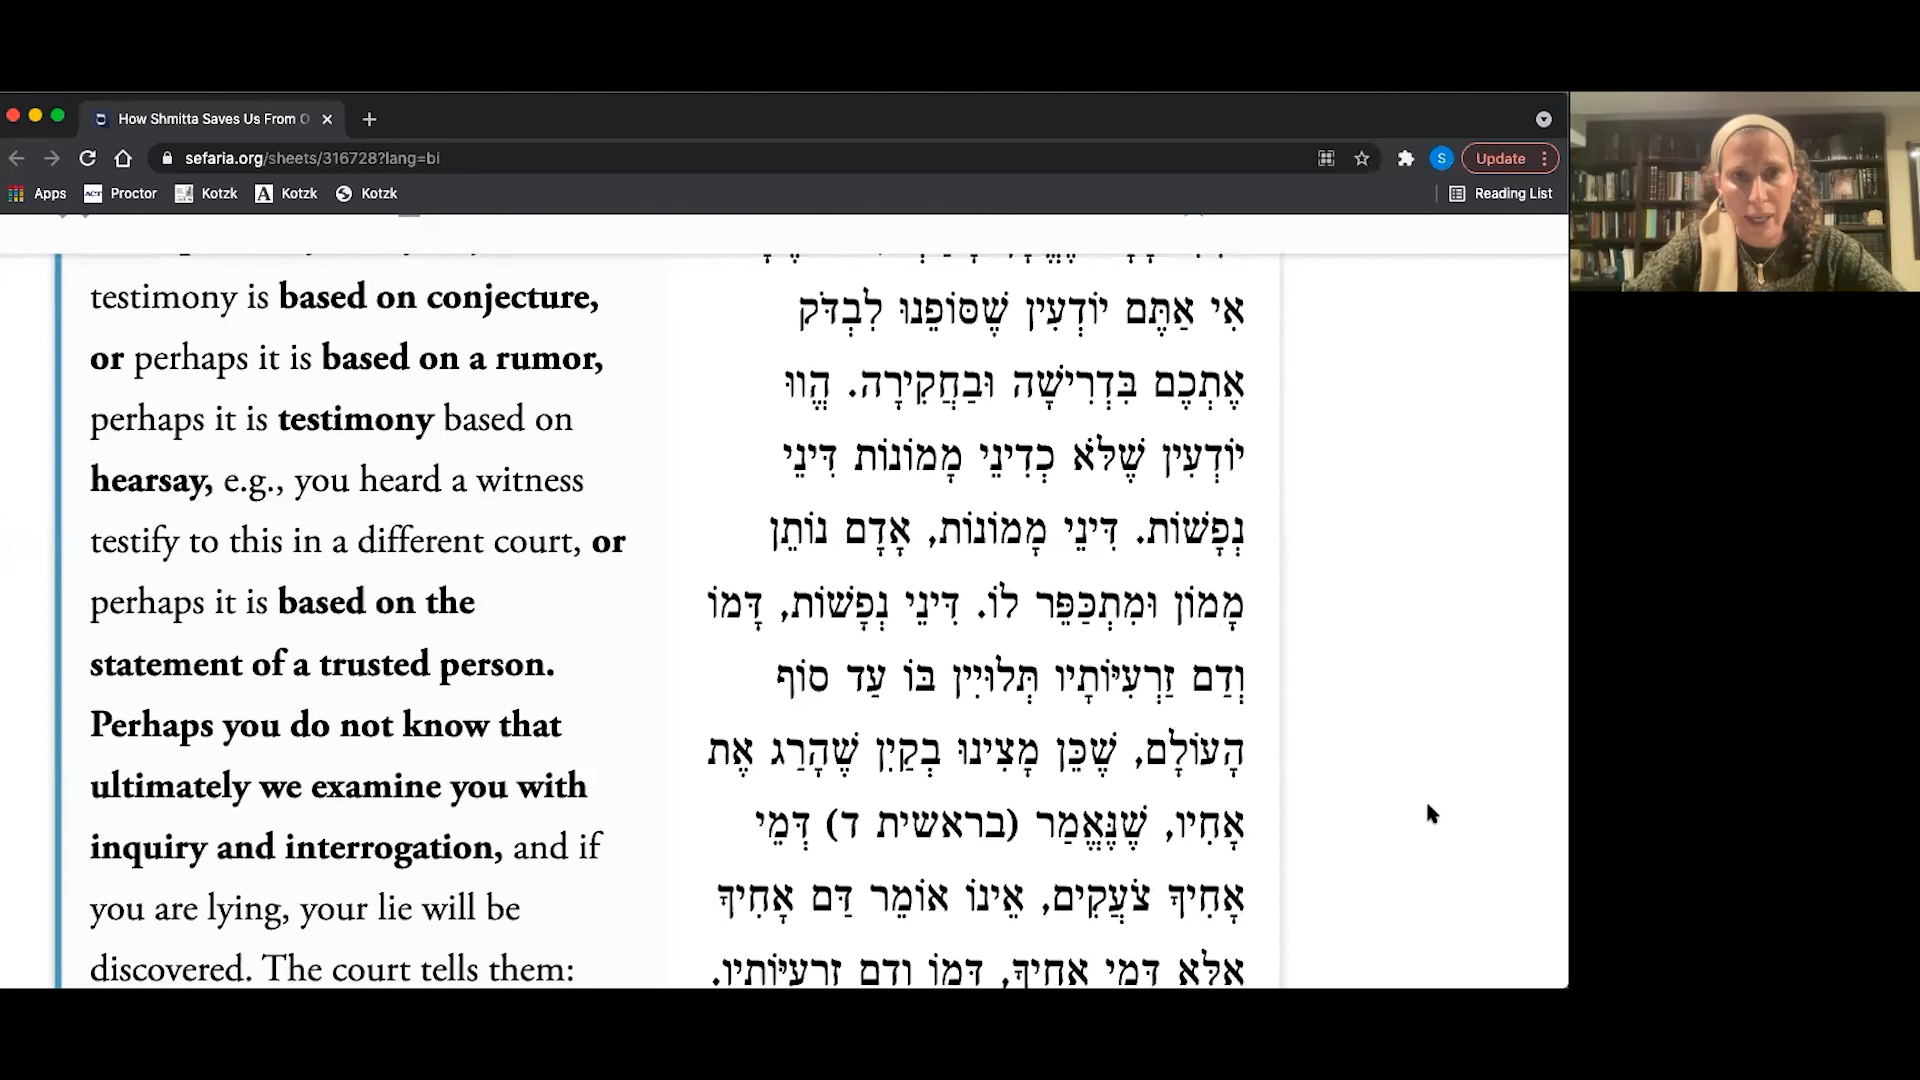 How Shmitta Saves Us From O
sefaria.org/sheets/316728?lang=bi
S
Update
Apps
ACT Proctor
Kotzk
A Kotzk
Kotzk
Reading List
testimony is based on conjecture,
or perhaps it is based on a rumor,
perhaps it is testimony based on
hearsay, e.g., you heard a witness
testify to this in a different court, or
perhaps it is based on the
statement of a trusted person.
Perhaps you do not know that
ultimately we examine you with
inquiry and interrogation, and if
you are lying, your lie will be
discovered. The court tells them:
אִי אַתֶּם יוֹדְעִין שֶׁסּוֹפֵנוּ לִבְדֹּק
אֶתְכֶם בִּדְרִישָׁה וּבַחֲקִירָה. הֱווּ
יוֹדְעִין שֶׁלֹּא כְדִינֵי מָמוֹנוֹת דִּינֵי
נְפָשׁוֹת. דִּינֵי מָמוֹנוֹת, אָדָם נוֹתֵן
מָמוֹן וּמִתְכַּפֵּר לוֹ. דִּינֵי נְפָשׁוֹת, דָּמוֹ
וְדַם זַרְעִיּוֹתָיו תְּלוּיִין בּוֹ עַד סוֹף
הָעוֹלָם, שֶׁכֵּן מָצִינוּ בְקַיִן שֶׁהָרַג אֶת
אָחִיו, שֶׁנֶּאֱמַר (בראשית ד) דְּמֵי
אָחִיךָ צֹעֲקִים, אֵינוֹ אוֹמֵר דַּם אָחִיךָ
אֶלָּא דְּמֵי אָחִיךָ, דָּמוֹ וְדַם זַרְעִיּוֹתָיו.